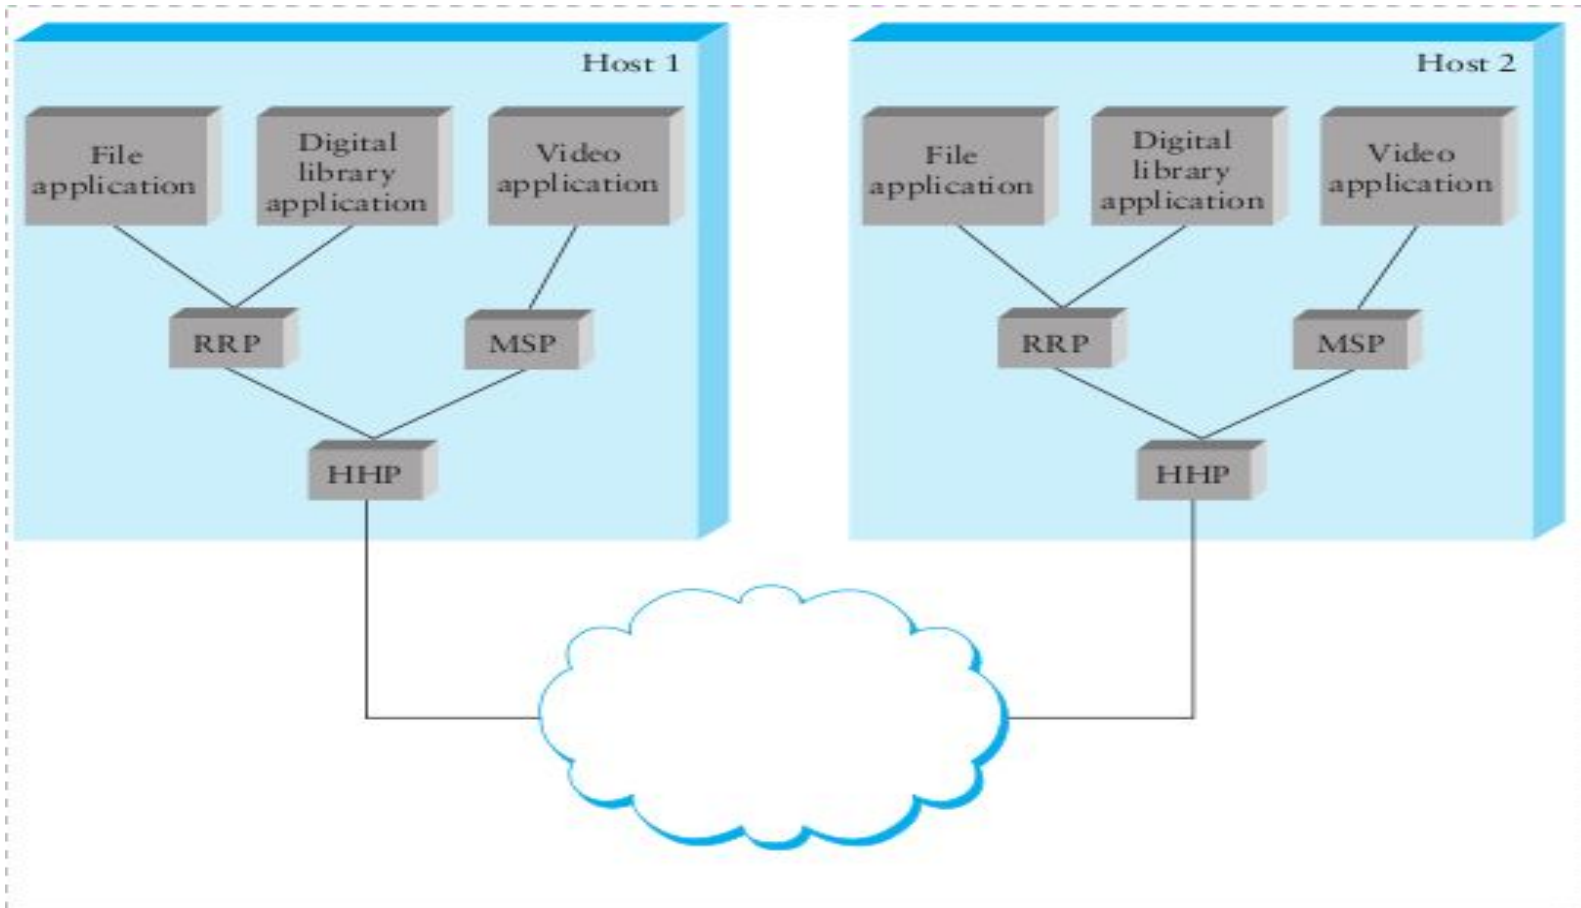 Host 1
File
application
Digital
library
application
Video
application
RRP
MSP
HHP
Host 2
File
application
Digital
library
application
Video
application
RRP
MSP
HHP